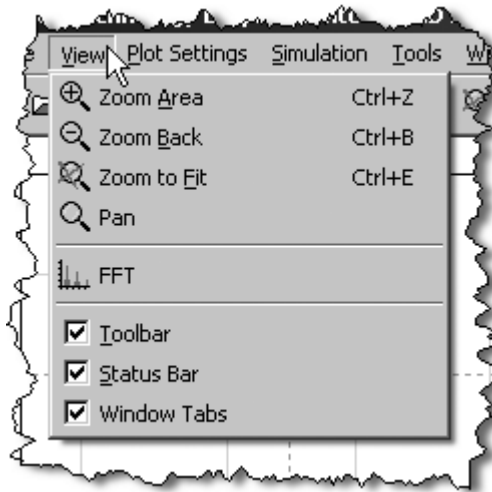 View Plot Settings Simulation Tools
Zoom Area Ctrl+Z
Zoom Back Ctrl+B
Zoom to Fit Ctrl+E
Pan
FFT
Toolbar
Status Bar
Window Tabs